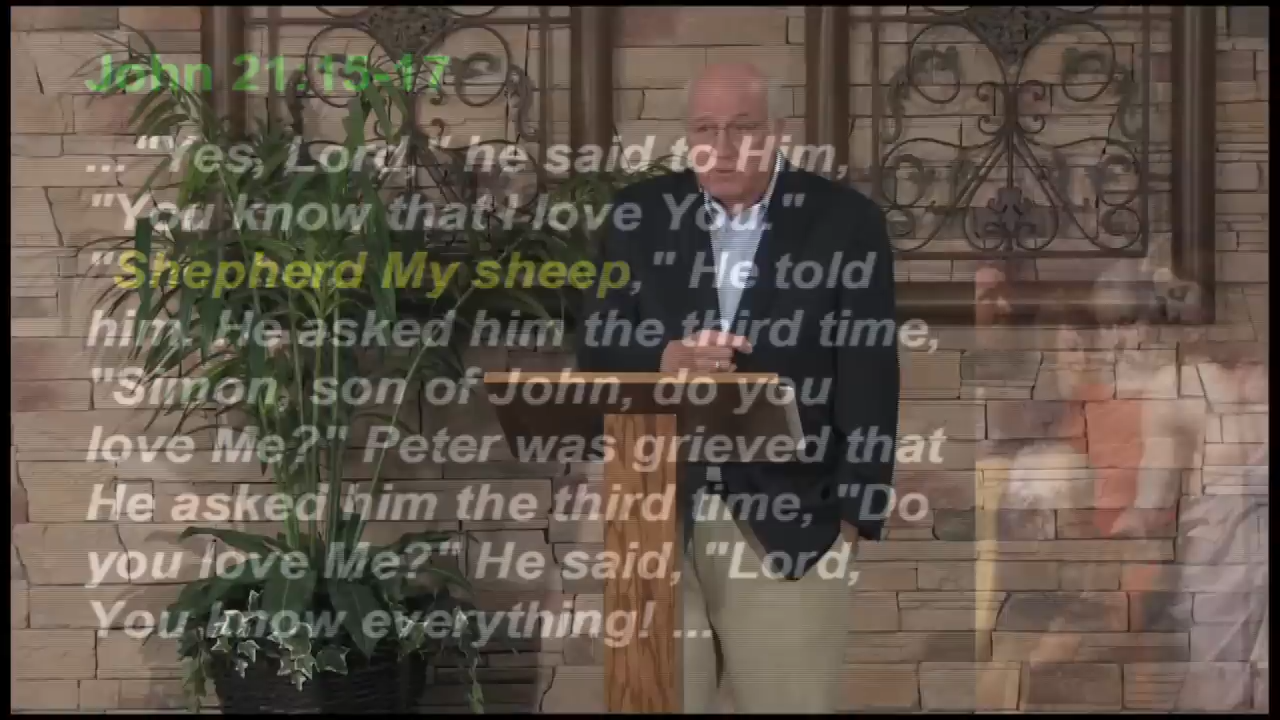 John 21:15-17
..."Yes, Lord," he said to Him,
"You know that I love You."
"Shepherd My sheep," He told
him. He asked him the third time,
"Simon, son of John, do you
love Me?" Peter was grieved that
He asked him the third time, "Do
you love Me?" He said, "Lord,
You know everything! ...